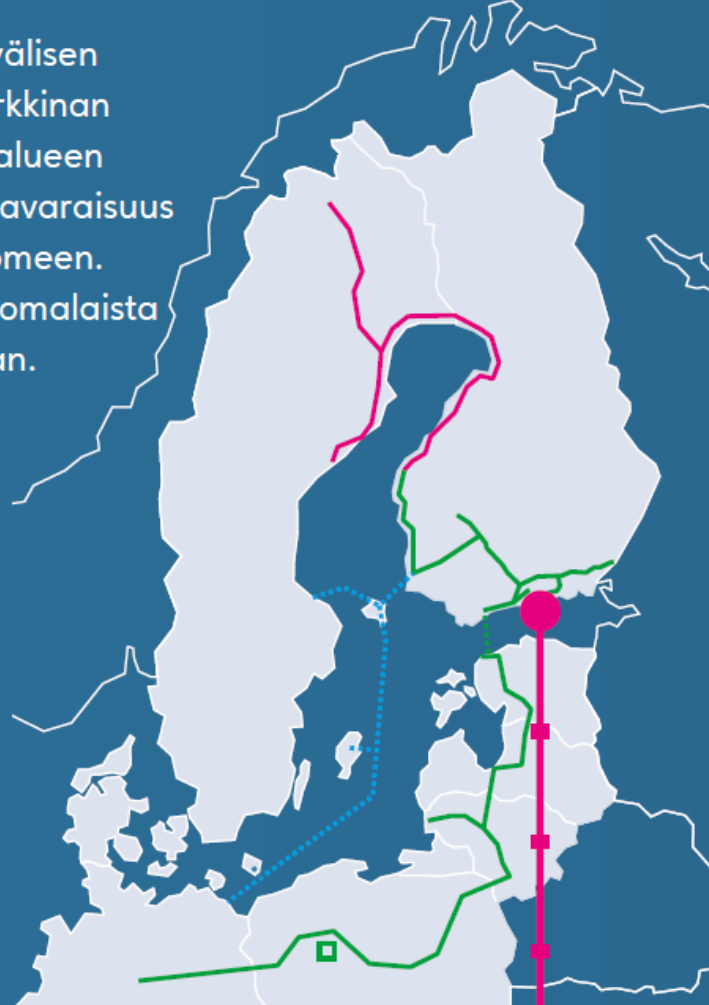 välisen
rkkinan
alueen
avaraisuus
omeen.
omalaista
an.